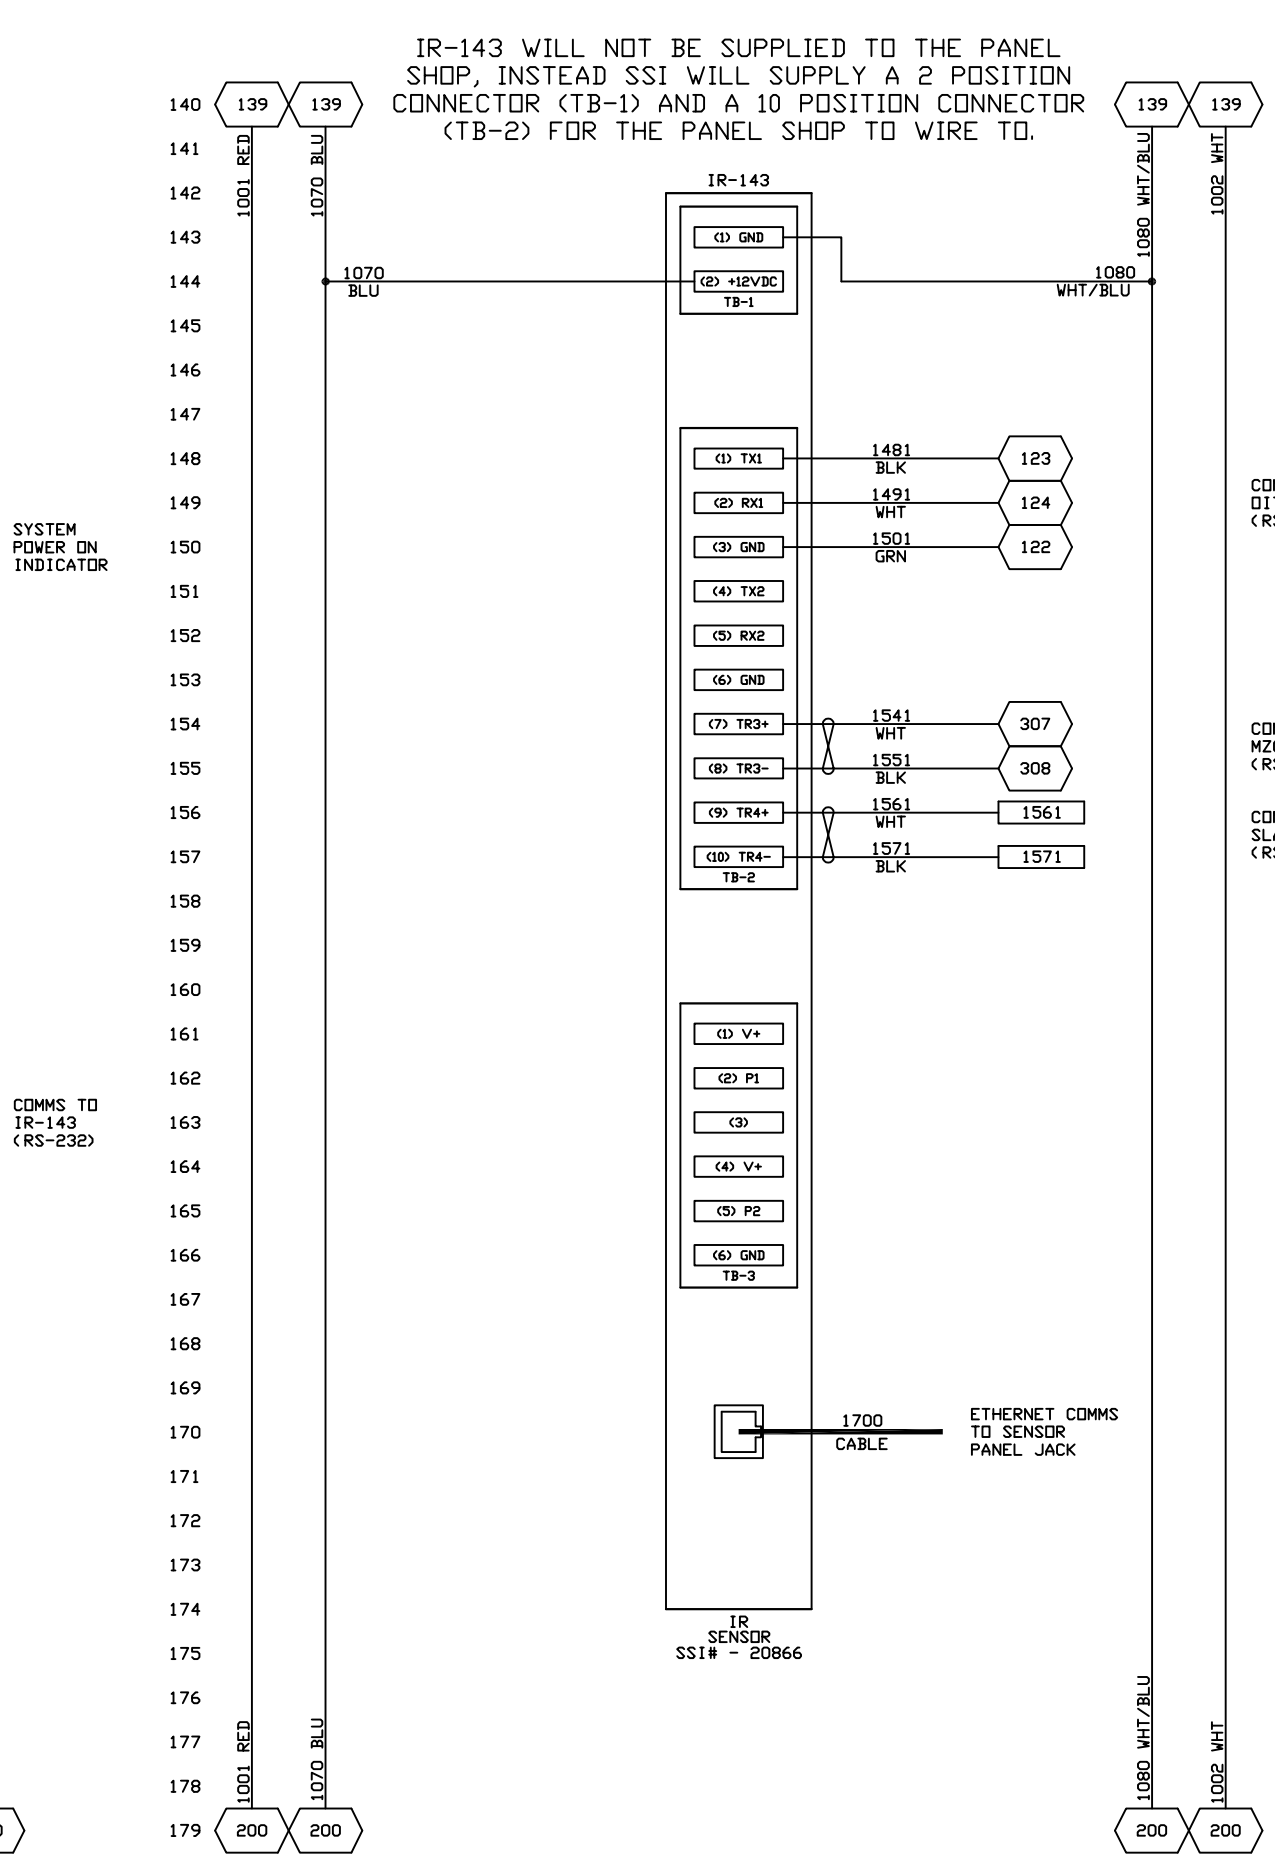 IR-143 WILL NOT BE SUPPLIED TO THE PANEL
SHOP, INSTEAD SSI WILL SUPPLY A 2 POSITION
CONNECTOR (TB-1) AND A 10 POSITION CONNECTOR
(TB-2) FOR THE PANEL SHOP TO WIRE TO.
140 139 139 139 139
141
1001 RED
1070 BLU
1080 WHT/BLU
1002 WHT
IR-143
142
143 (1) GND
144 1070 (2) +12VDC 1080
BLU WHT/BLU
TB-1
145
146
147
148 (1) TX1 1481 123
BLK
149 (2) RX1 1491 124
WHT
SYSTEM
POWER ON
INDICATOR
150 (3) GND 1501 122
GRN
151 (4) TX2
152 (5) RX2
153 (6) GND
154 (7) TR3+ 1541 307
WHT
155 (8) TR3- 1551 308
BLK
156 (9) TR4+ 1561 1561
WHT
157 (10) TR4- 1571 1571
BLK
TB-2
158
159
160
161 (1) V+
162 (2) P1
COMMS TO
IR-143
(RS-232)
163 (3)
164 (4) V+
165 (5) P2
166 (6) GND
TB-3
167
168
169
170 1700
CABLE
ETHERNET COMMS
TO SENSOR
PANEL JACK
171
172
173
174
IR
SENSOR
SSI# - 20866
175
176
177
178
1001 RED
1070 BLU
1080 WHT/BLU
1002 WHT
179 200 200 200 200